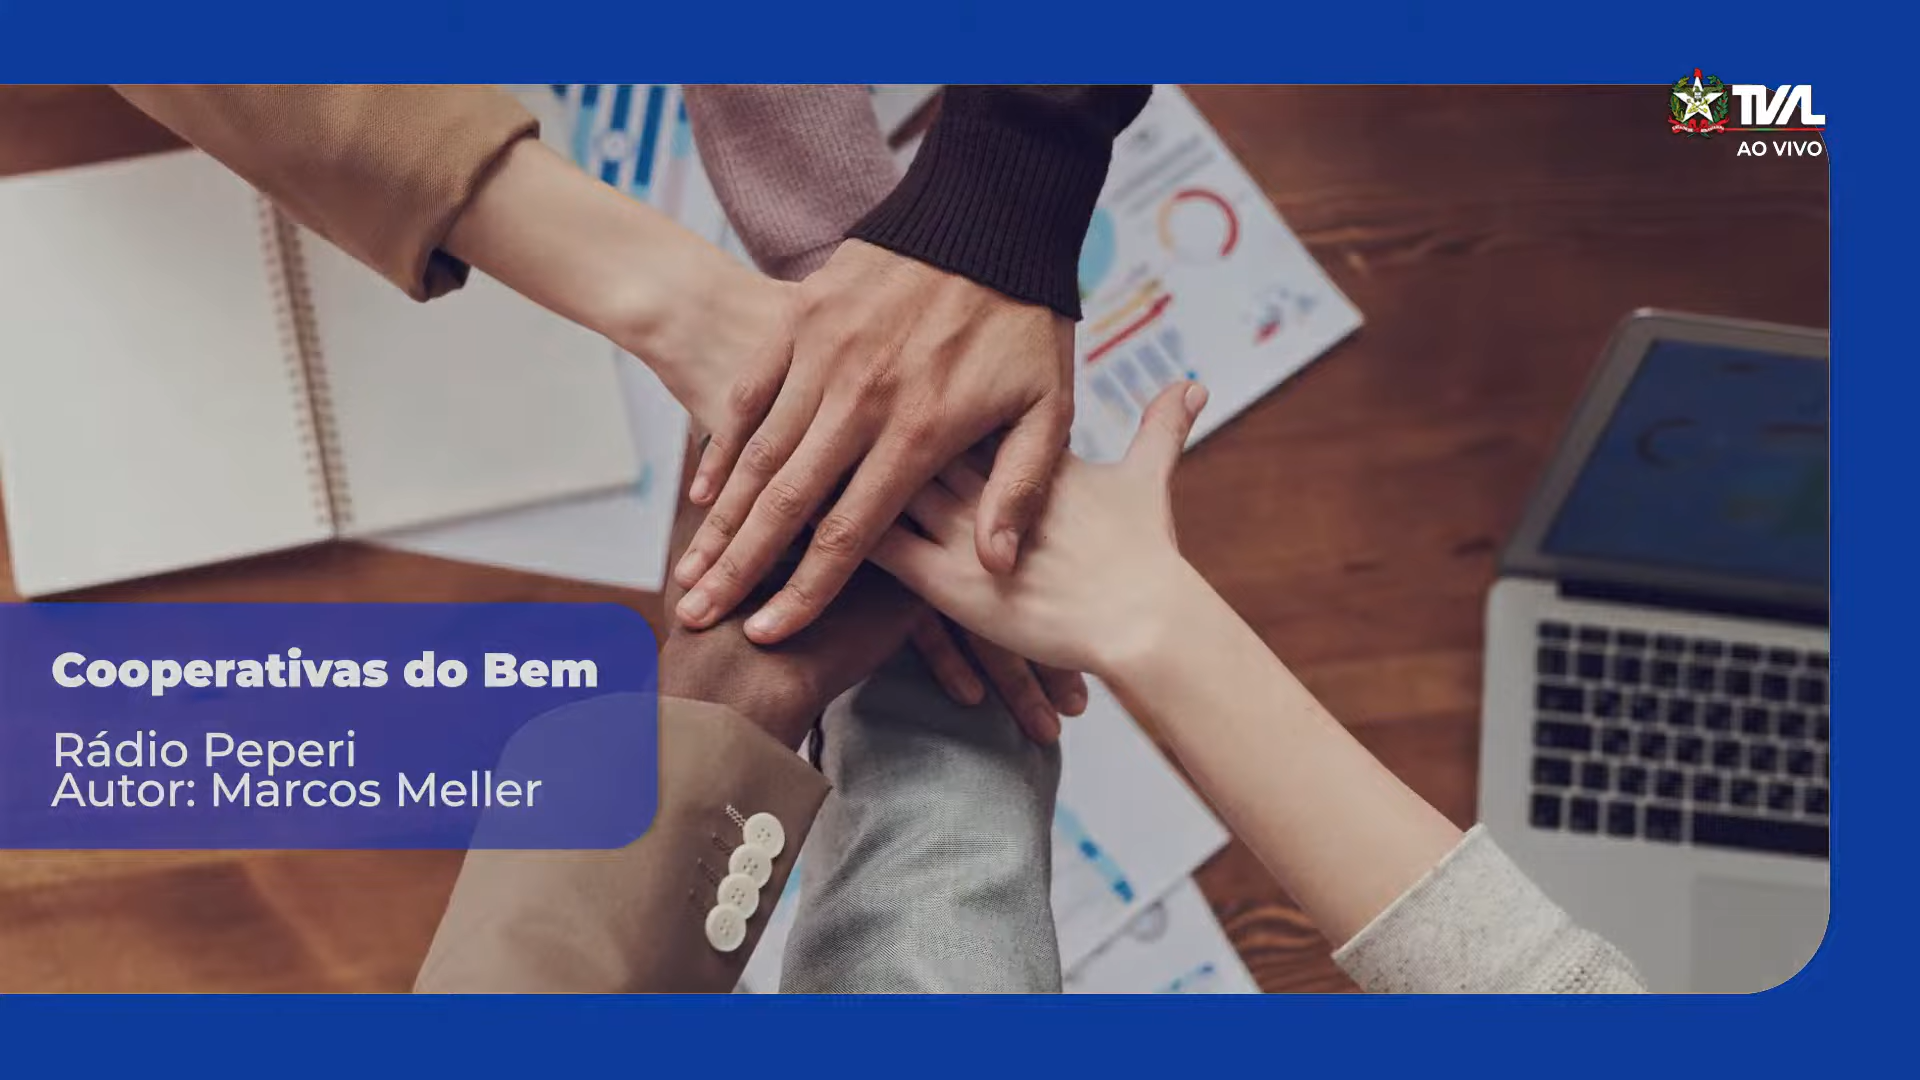 TVAL
AO VIVO
Cooperativas do Bem
Rádio Peperi
Autor: Marcos Meller